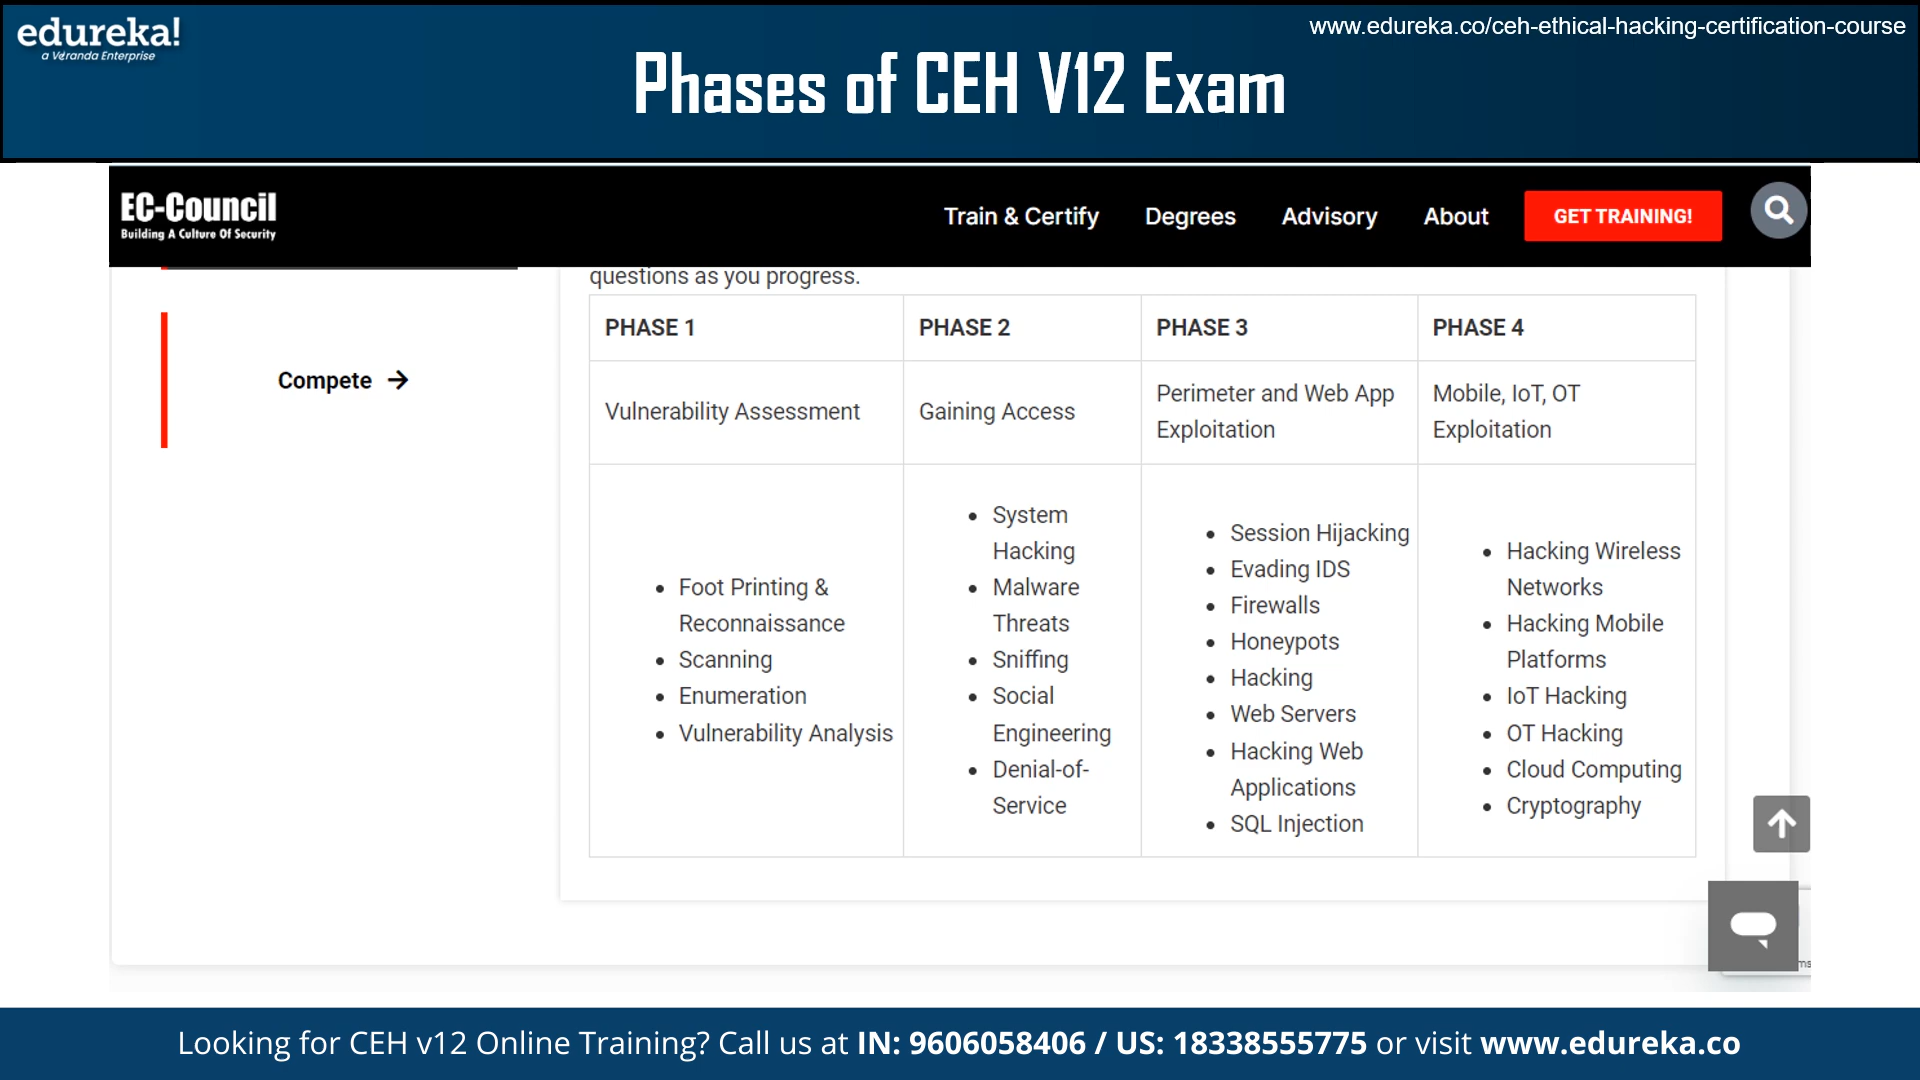 edureka!
a Veranda Enterprise
www.edureka.co/ceh-ethical-hacking-certification-course
Phases of CEH V12 Exam
EC-Council
Building A Culture Of Security
Train & Certify
Degrees
Advisory
About
GET TRAINING!
questions as you progress.
Compete →
PHASE 1
PHASE 2
PHASE 3
PHASE 4
Vulnerability Assessment
Gaining Access
Perimeter and Web App
Exploitation
Mobile, IoT, OT
Exploitation
• Foot Printing &
Reconnaissance
• Scanning
• Enumeration
• Vulnerability Analysis
• System
Hacking
• Malware
Threats
• Sniffing
• Social
Engineering
• Denial-of-
Service
• Session Hijacking
• Evading IDS
• Firewalls
• Honeypots
• Hacking
• Web Servers
• Hacking Web
Applications
• SQL Injection
• Hacking Wireless
Networks
• Hacking Mobile
Platforms
• IoT Hacking
• OT Hacking
• Cloud Computing
• Cryptography
Looking for CEH v12 Online Training? Call us at IN: 9606058406 / US: 18338555775 or visit www.edureka.co